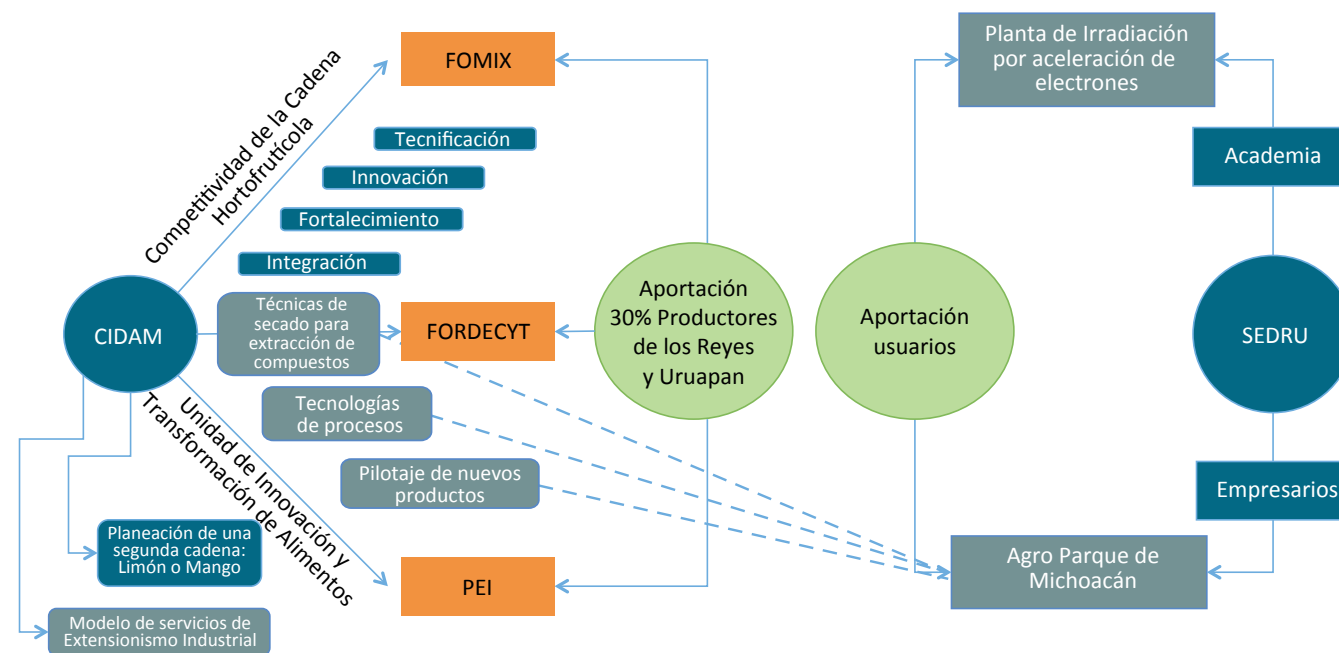 FOMIX
Planta de Irradiación
por aceleración de
electrones
Competitividad de la Cadena
Hortofrutícola
Tecnificación
Innovación
Fortalecimiento
Integración
Academia
CIDAM
Técnicas de
secado para
extracción de
compuestos
FORDECYT
Aportación
30% Productores
de los Reyes
y Uruapan
Aportación
usuarios
SEDRU
Tecnologías
de procesos
Pilotaje de nuevos
productos
Unidad de Innovación y
Transformación de Alimentos
Empresarios
Planeación de una
segunda cadena:
Limón o Mango
PEI
Agro Parque de
Michoacán
Modelo de servicios de
Extensionismo Industrial